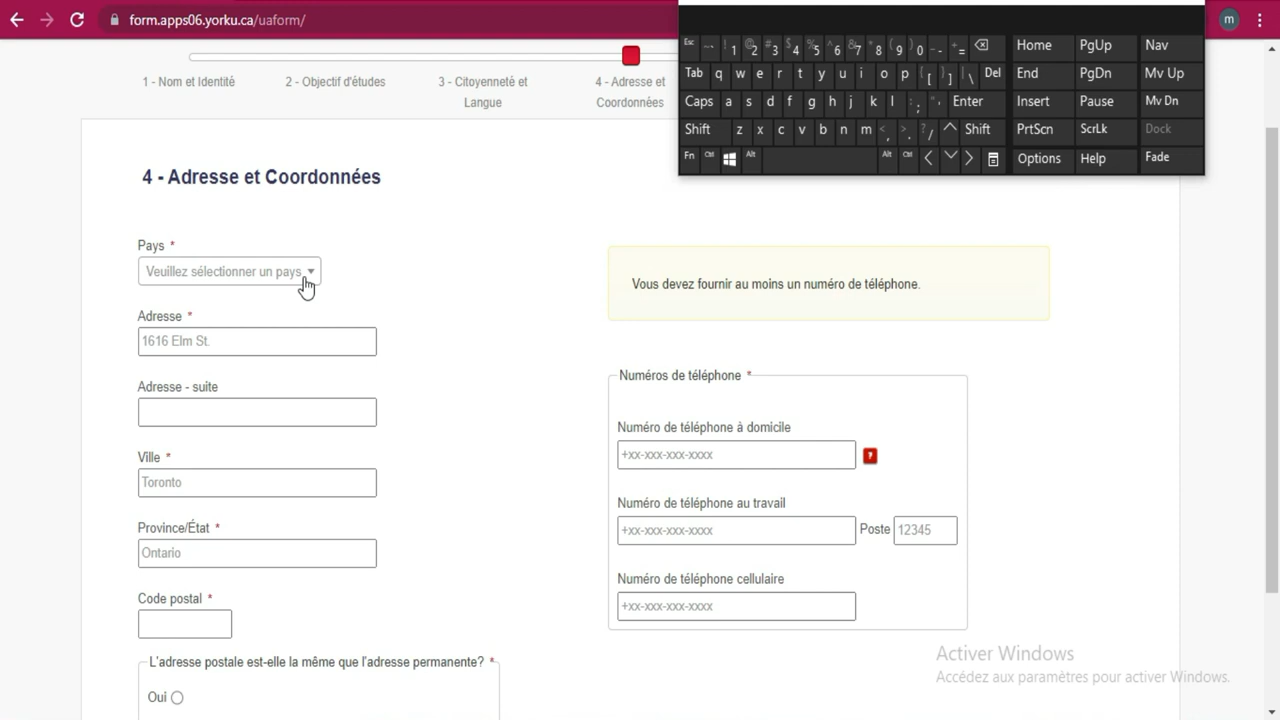 form.apps06.yorku.ca/uaform/
m
1 - Nom et Identité
2 - Objectif d'études
3 - Citoyenneté et
Langue
4 - Adresse et
Coordonnées
Esc ~ ` ! 1 @ 2 # 3 $ 4 % 5 ^ 6 & 7 * 8 ( 9 ) 0 _ - + = Home PgUp Nav
Tab q w e r t y u i o p { [ } ] | \ Del End PgDn Mv Up
Caps a s d f g h j k l : ; " ' Enter Insert Pause Mv Dn
Shift z x c v b n m < , > . ? / Shift PrtScn ScrLk Dock
Fn Ctrl Alt Alt Ctrl Options Help Fade
4 - Adresse et Coordonnées
Pays *
Veuillez sélectionner un pays
Adresse *
1616 Elm St.
Adresse - suite
Ville *
Toronto
Province/État *
Ontario
Code postal *
L'adresse postale est-elle la même que l'adresse permanente? *
Oui
Vous devez fournir au moins un numéro de téléphone.
Numéros de téléphone *
Numéro de téléphone à domicile
+xx-xxx-xxx-xxxx
?
Numéro de téléphone au travail
+xx-xxx-xxx-xxxx Poste 12345
Numéro de téléphone cellulaire
+xx-xxx-xxx-xxxx
Activer Windows
Accédez aux paramètres pour activer Windows.